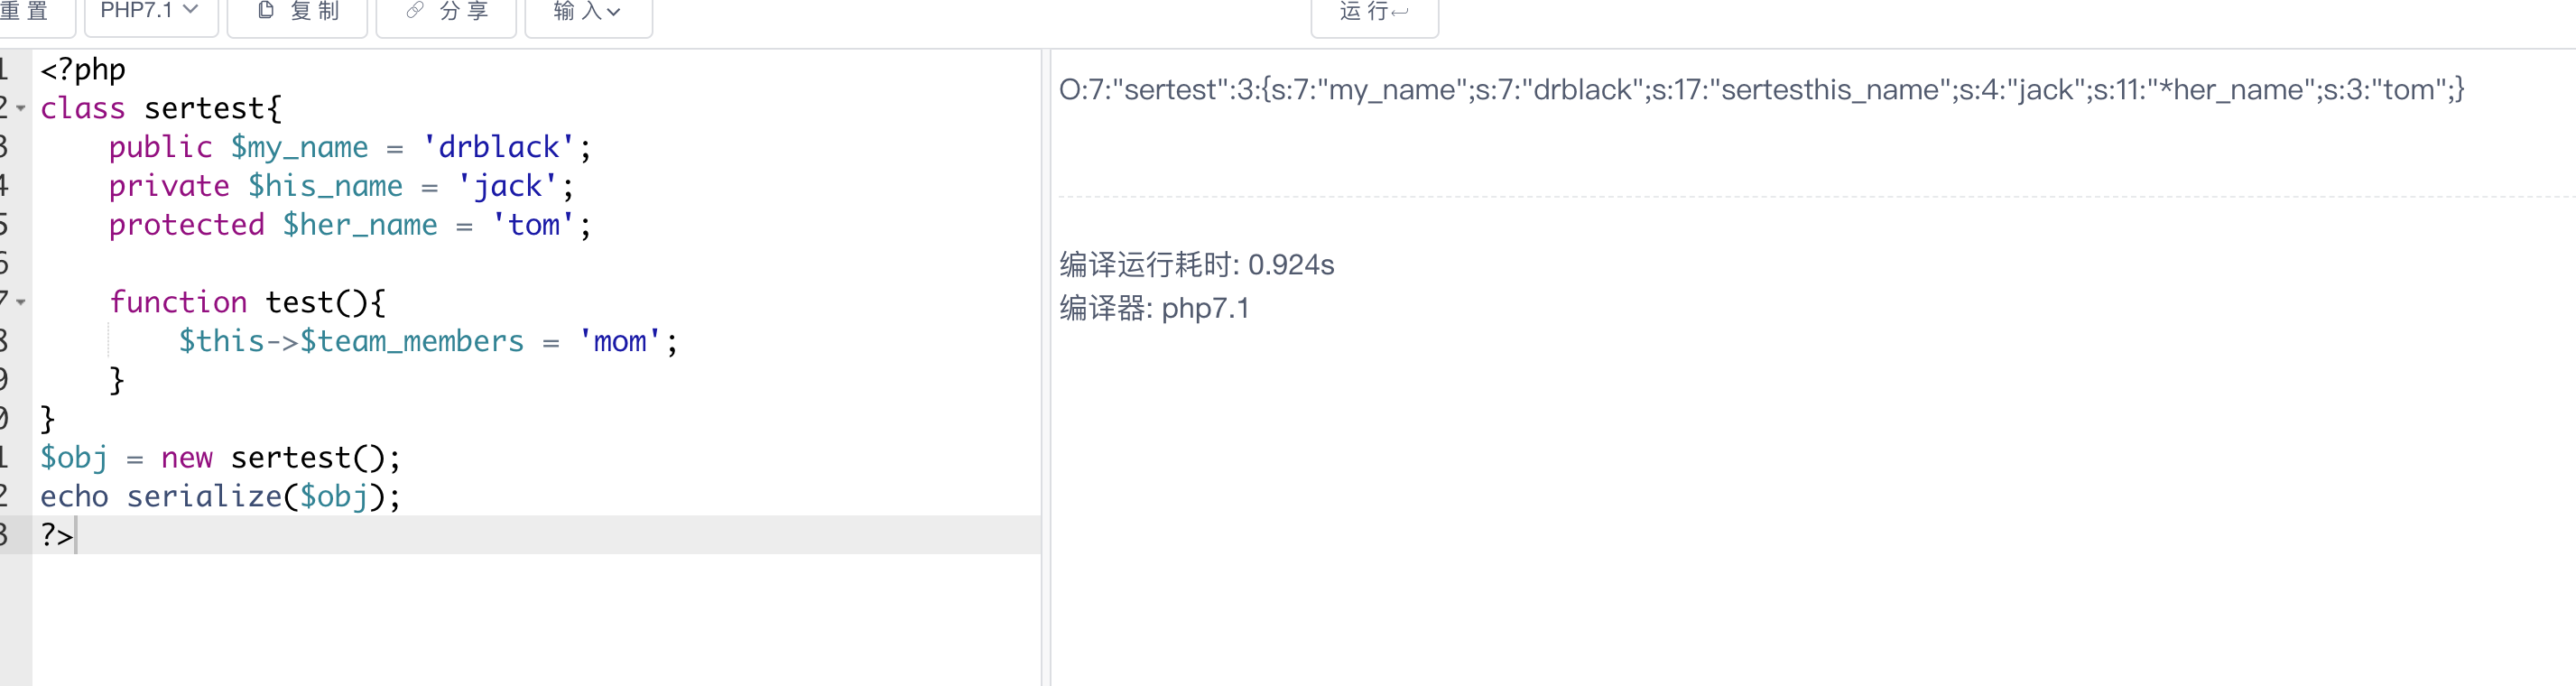 重置 PHP7.1 复制 分享 输入 运行
1 <?php
2 class sertest{
3 public $my_name = 'drblack';
4 private $his_name = 'jack';
5 protected $her_name = 'tom';
6
7 function test(){
8 $this->$team_members = 'mom';
9 }
0 }
1 $obj = new sertest();
2 echo serialize($obj);
3 ?>
O:7:"sertest":3:{s:7:"my_name";s:7:"drblack";s:17:"sertesthis_name";s:4:"jack";s:11:"*her_name";s:3:"tom";}
编译运行耗时: 0.924s
编译器: php7.1